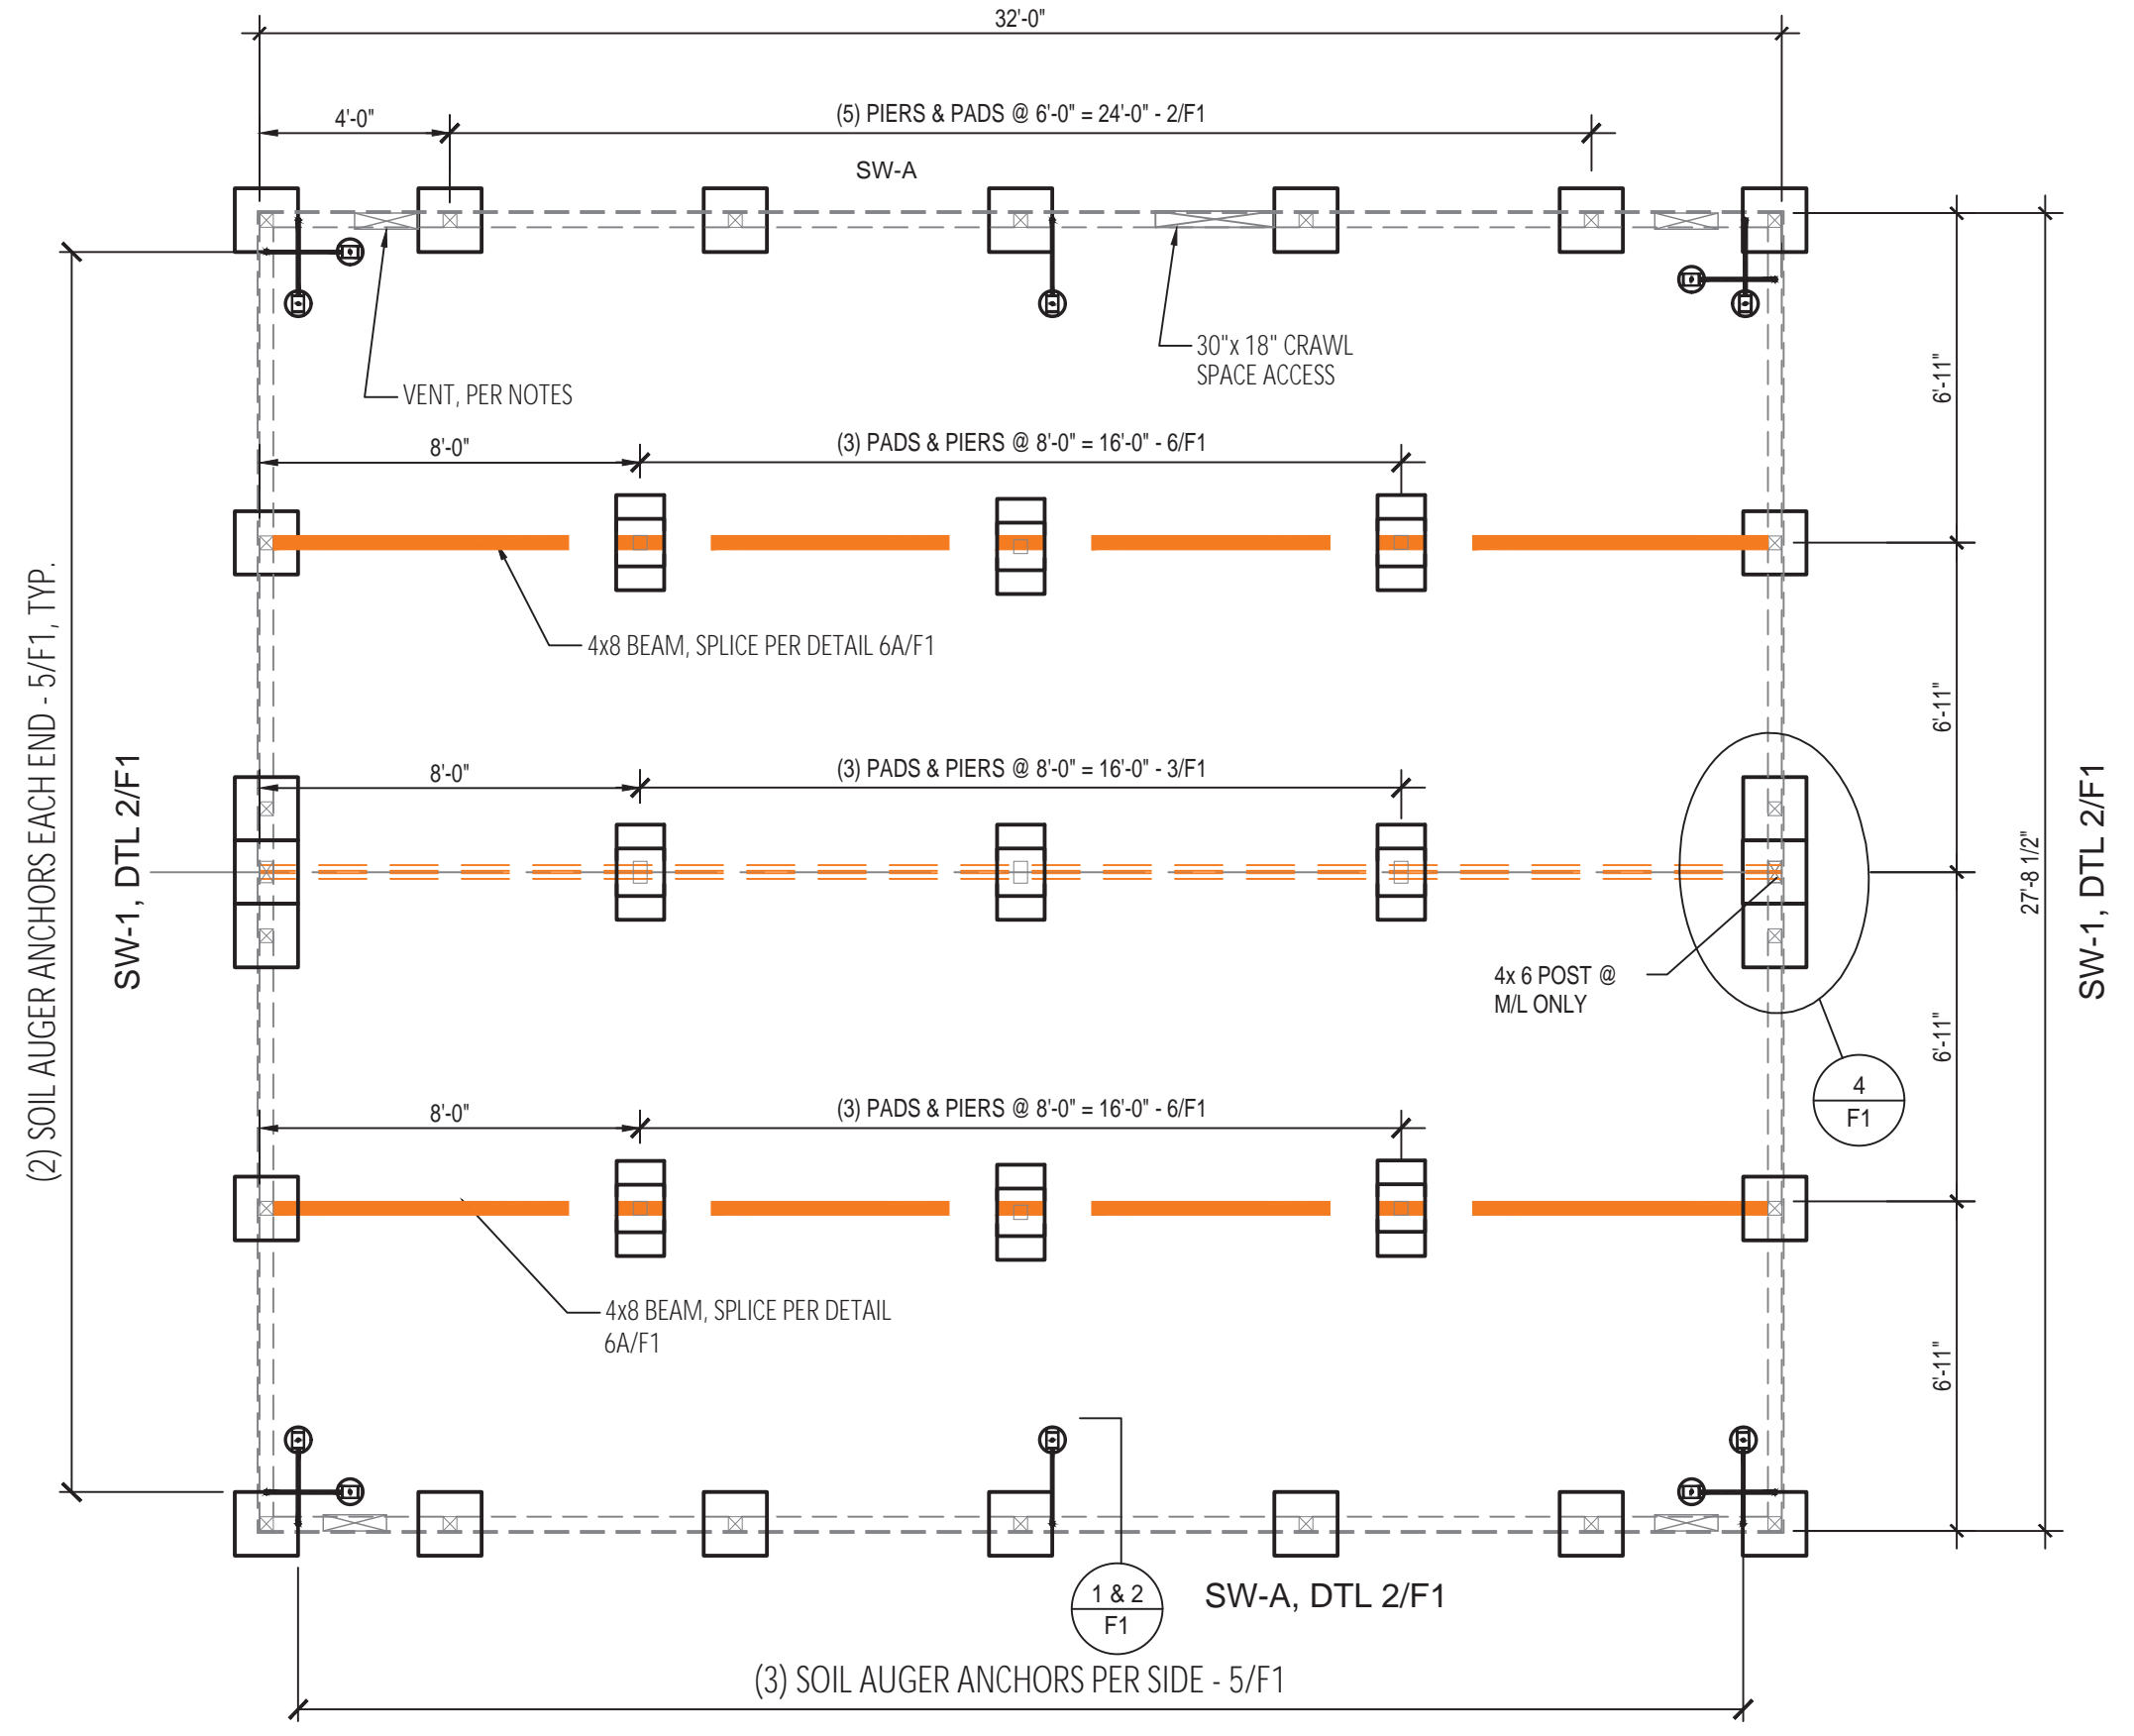 32'-0"
4'-0"
(5) PIERS & PADS @ 6'-0" = 24'-0" - 2/F1
SW-A
VENT, PER NOTES
30"x 18" CRAWL
SPACE ACCESS
6'-11"
8'-0"
(3) PADS & PIERS @ 8'-0" = 16'-0" - 6/F1
4x8 BEAM, SPLICE PER DETAIL 6A/F1
(2) SOIL AUGER ANCHORS EACH END - 5/F1, TYP.
SW-1, DTL 2/F1
6'-11"
8'-0"
(3) PADS & PIERS @ 8'-0" = 16'-0" - 3/F1
27'-8 1/2"
SW-1, DTL 2/F1
4x 6 POST @
M/L ONLY
6'-11"
4
F1
8'-0"
(3) PADS & PIERS @ 8'-0" = 16'-0" - 6/F1
4x8 BEAM, SPLICE PER DETAIL
6A/F1
6'-11"
1 & 2
F1
SW-A, DTL 2/F1
(3) SOIL AUGER ANCHORS PER SIDE - 5/F1